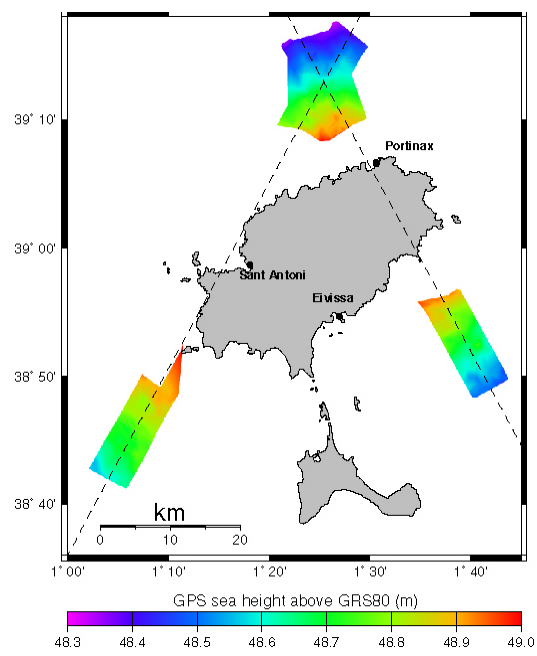 39° 10'
Portinax
39° 00'
Sant Antoni
Eivissa
38° 50'
38° 40'
km
0 10 20
1° 00' 1° 10' 1° 20' 1° 30' 1° 40'
GPS sea height above GRS80 (m)
48.3 48.4 48.5 48.6 48.7 48.8 48.9 49.0